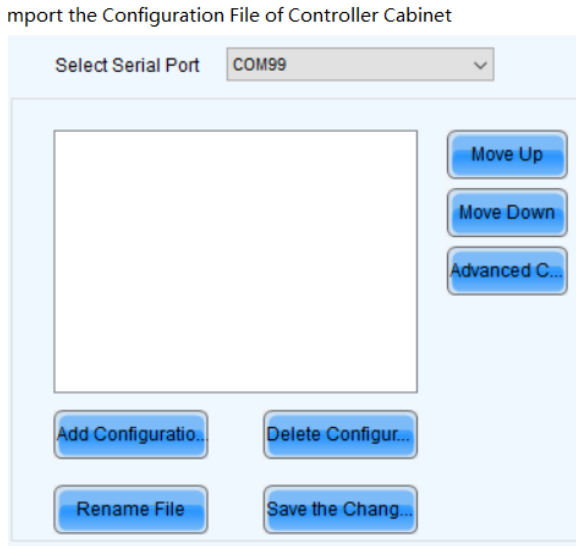 mport the Configuration File of Controller Cabinet
Select Serial Port COM99
Move Up
Move Down
Advanced C...
Add Configuratio... Delete Configur...
Rename File Save the Chang...